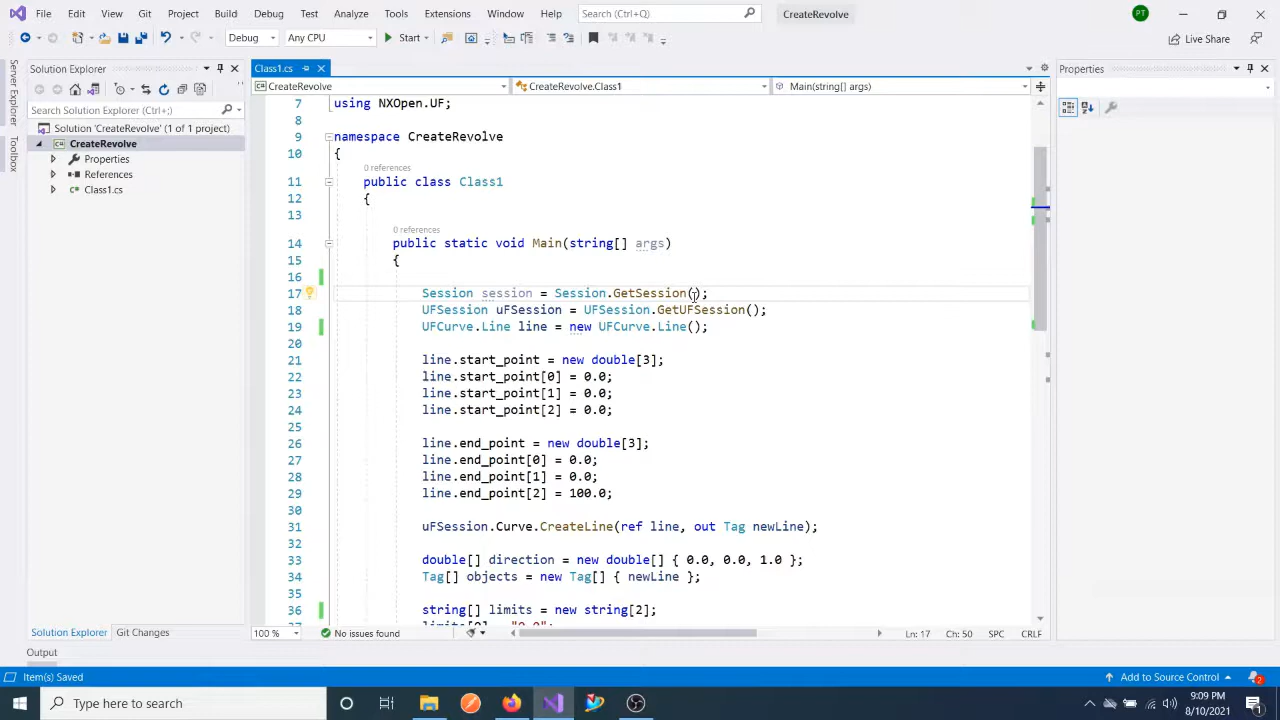 File Edit View Git Project Build Debug Test Analyze Tools Extensions Window Help Search (Ctrl+Q) CreateRevolve PT
Debug Any CPU Start Live Share
Solution Explorer
Class1.cs
Properties
CreateRevolve CreateRevolve.Class1 Main(string[] args)
Server Explorer
Toolbox
Search Solution Explorer (Ctrl+;)
Solution 'CreateRevolve' (1 of 1 project)
CreateRevolve
Properties
References
Class1.cs
7 using NXOpen.UF;
8
9 namespace CreateRevolve
10 {
0 references
11 public class Class1
12 {
13
0 references
14 public static void Main(string[] args)
15 {
16
17 Session session = Session.GetSession();
18 UFSession uFSession = UFSession.GetUFSession();
19 UFCurve.Line line = new UFCurve.Line();
20
21 line.start_point = new double[3];
22 line.start_point[0] = 0.0;
23 line.start_point[1] = 0.0;
24 line.start_point[2] = 0.0;
25
26 line.end_point = new double[3];
27 line.end_point[0] = 0.0;
28 line.end_point[1] = 0.0;
29 line.end_point[2] = 100.0;
30
31 uFSession.Curve.CreateLine(ref line, out Tag newLine);
32
33 double[] direction = new double[] { 0.0, 0.0, 1.0 };
34 Tag[] objects = new Tag[] { newLine };
35
36 string[] limits = new string[2];
37 limits[0] = "0.0";
Solution Explorer Git Changes
100 % No issues found Ln: 17 Ch: 50 SPC CRLF
Output
Item(s) Saved Add to Source Control 2
Type here to search
9:09 PM
8/10/2021